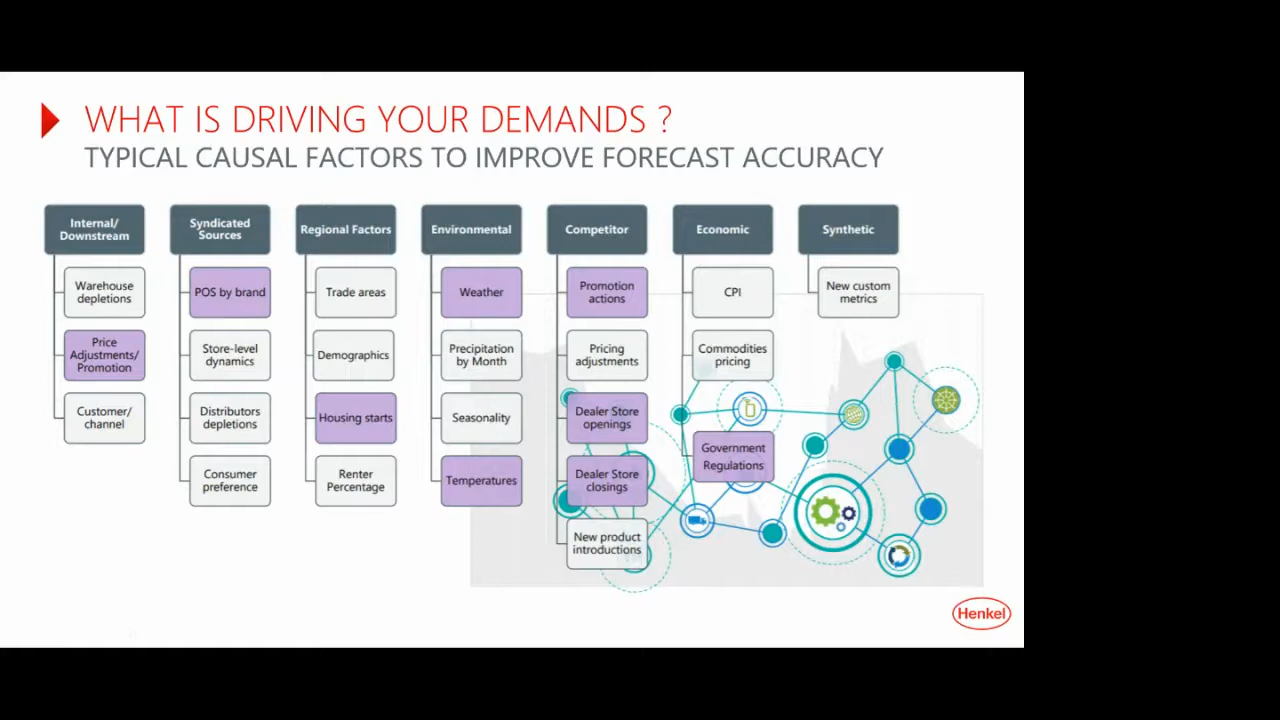 WHAT IS DRIVING YOUR DEMANDS ?
TYPICAL CAUSAL FACTORS TO IMPROVE FORECAST ACCURACY
Internal/
Downstream
Warehouse
depletions
Price
Adjustments/
Promotion
Customer/
channel
Syndicated
Sources
POS by brand
Store-level
dynamics
Distributors
depletions
Consumer
preference
Regional Factors
Trade areas
Demographics
Housing starts
Renter
Percentage
Environmental
Weather
Precipitation
by Month
Seasonality
Temperatures
Competitor
Promotion
actions
Pricing
adjustments
Dealer Store
openings
Dealer Store
closings
New product
introductions
Economic
CPI
Commodities
pricing
Government
Regulations
Synthetic
New custom
metrics
Henkel